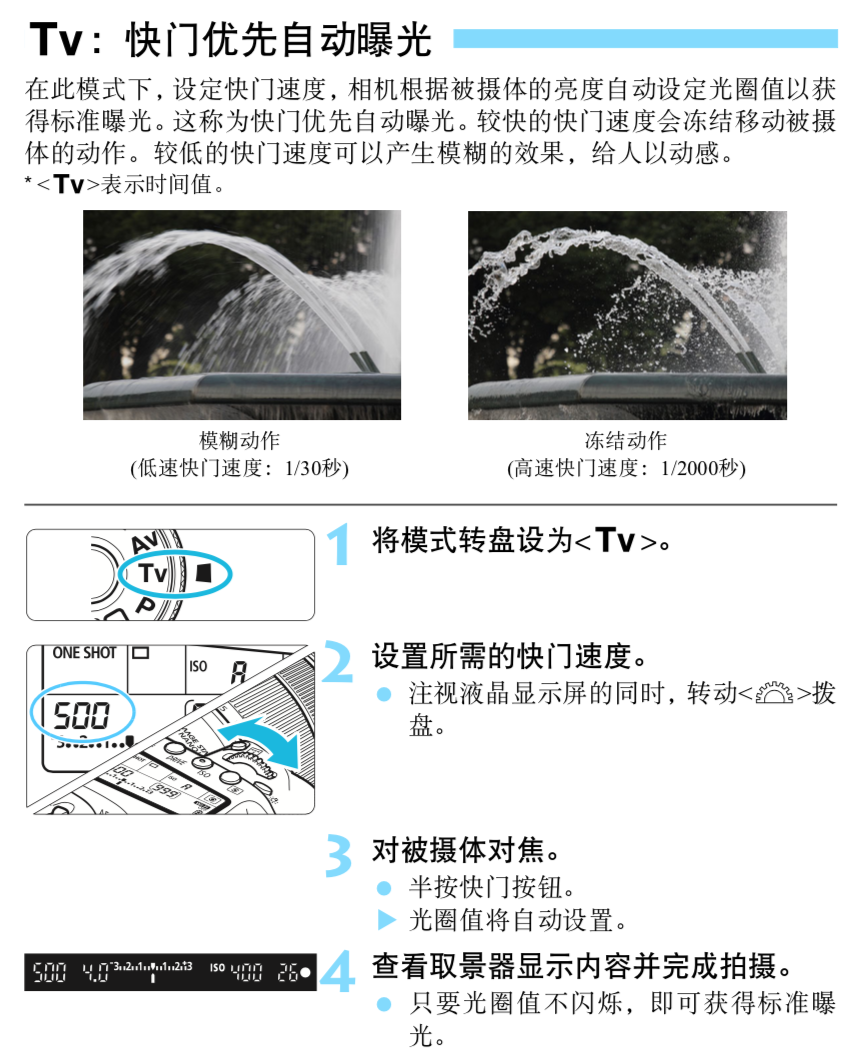 Tv：快门优先自动曝光
在此模式下，设定快门速度，相机根据被摄体的亮度自动设定光圈值以获
得标准曝光。这称为快门优先自动曝光。较快的快门速度会冻结移动被摄
体的动作。较低的快门速度可以产生模糊的效果，给人以动感。
*<Tv>表示时间值。
模糊动作
(低速快门速度：1/30秒)
冻结动作
(高速快门速度：1/2000秒)
Av
Tv
P
1 将模式转盘设为<Tv>。
ONE SHOT
ISO A
500
DRIVE
ISO
2 设置所需的快门速度。
● 注视液晶显示屏的同时，转动< >拨
盘。
3 对被摄体对焦。
● 半按快门按钮。
▶ 光圈值将自动设置。
500 4.0 -3..2..1..▼..1..2..+3 ISO 400 26●
4 查看取景器显示内容并完成拍摄。
● 只要光圈值不闪烁，即可获得标准曝
光。